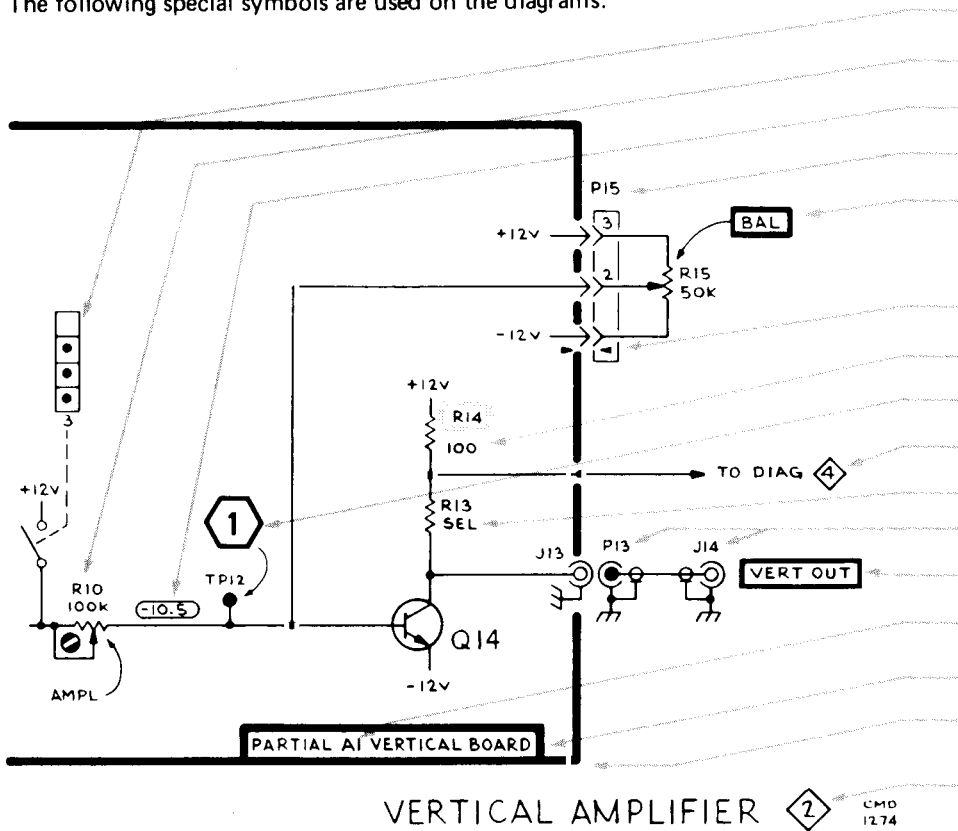 The following special symbols are used on the diagrams:
P15
BAL
3
+12V
R15
50K
2
-12V
+12V
R14
100
3
TO DIAG 4
+12V
R13
SEL
1
J13
P13
J14
VERT OUT
R10
100K
-10.5
TP12
Q14
AMPL
-12V
PARTIAL A1 VERTICAL BOARD
VERTICAL AMPLIFIER 2
CMD
1274